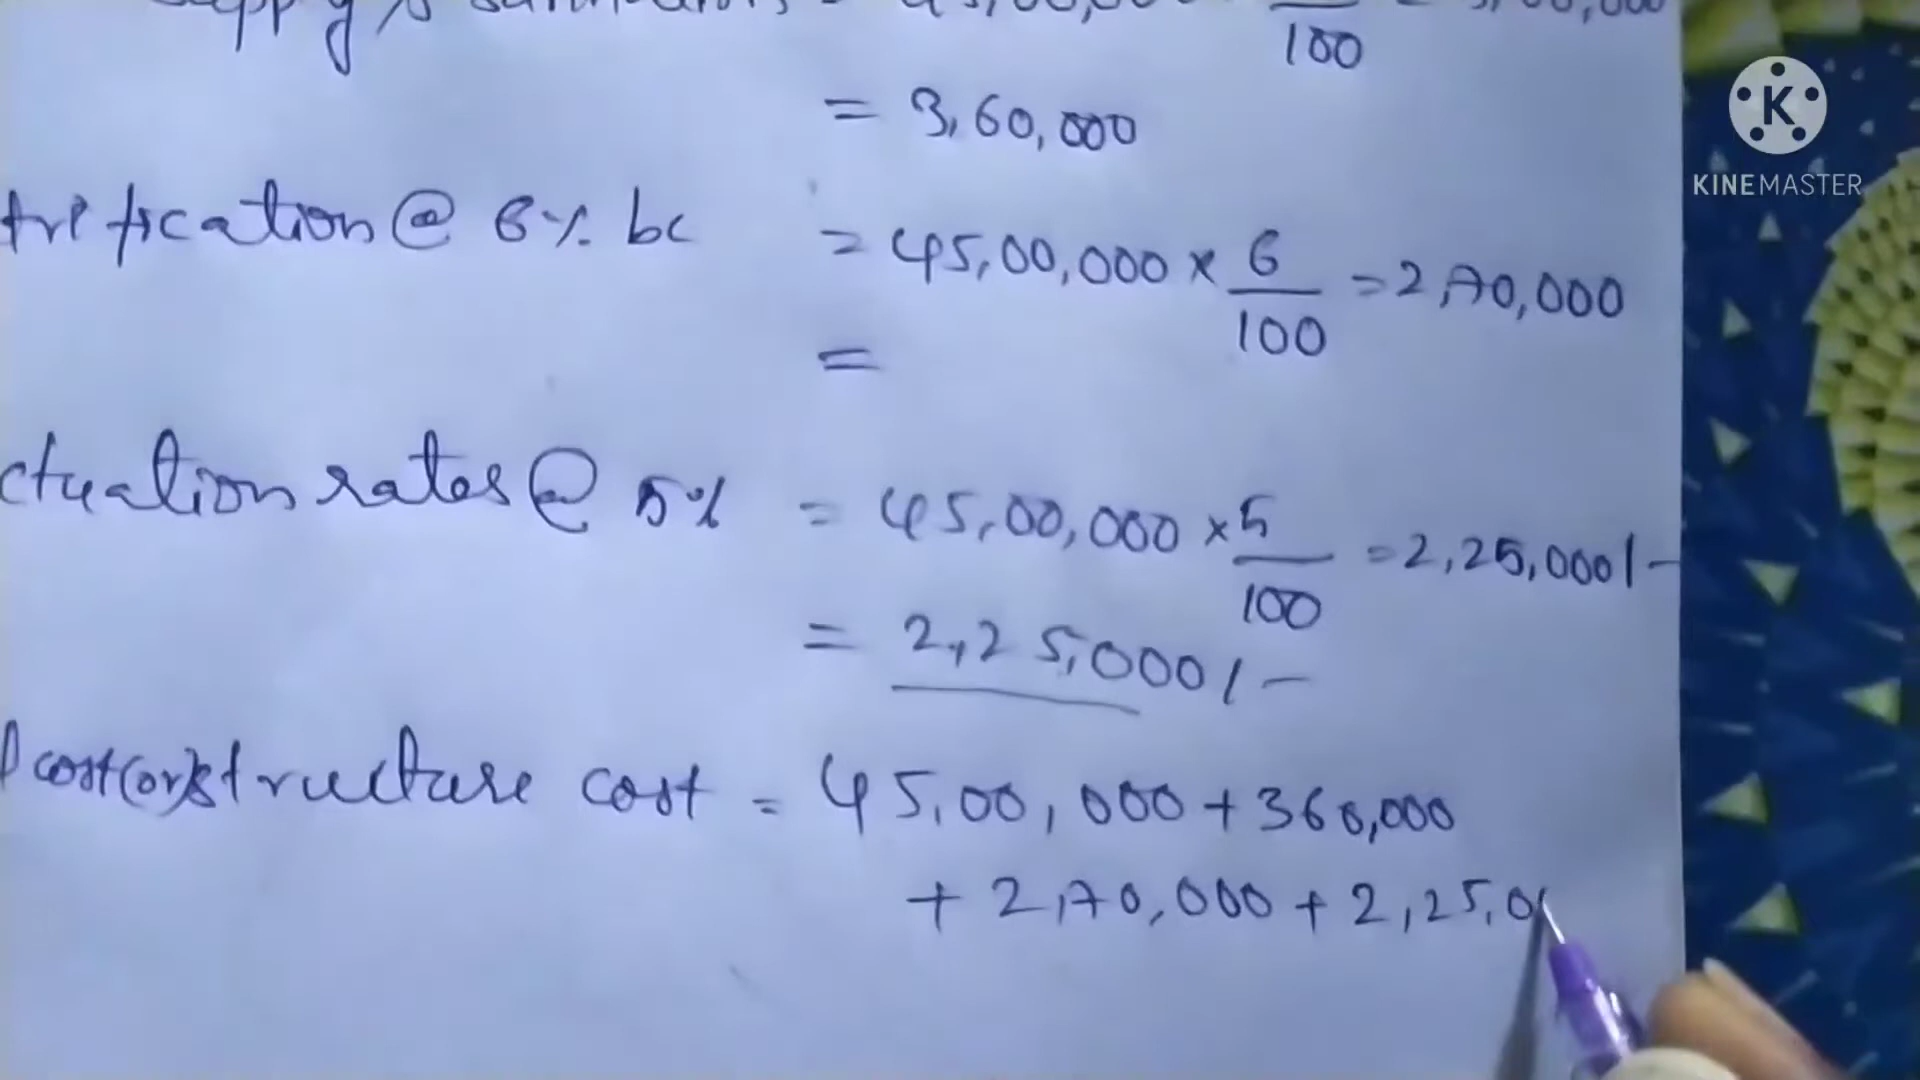 100
= 3,60,000
trification @ 6% bc = 45,00,000 × 6/100 = 2,70,000
=
ctuation rates @ 5% = 45,00,000 × 5/100 = 2,25,000/-
= 2,25,000/-
cost (or) structure cost = 45,00,000 + 360,000
+ 2,70,000 + 2,25,0
K
KINEMASTER